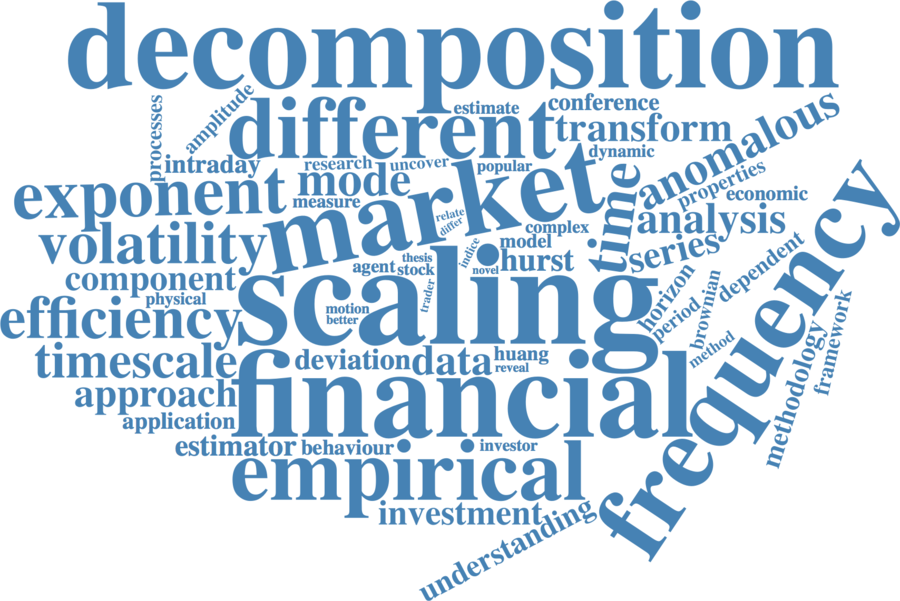 decomposition
processes
amplitude
different
estimate
conference
transform
anomalous
dynamic
intraday
research
uncover
popular
properties
economic
exponent
mode
measure
market
time
analysis
relate
differ
complex
volatility
indice
model
series
component
agent
thesis
stock
novel
hurst
horizon
dependent
frequency
physical
scaling
trader
motion
better
period
brownian
efficiency
timescale
deviation
data
huang
reveal
method
framework
methodology
approach
financial
application
estimator
behaviour
investor
empirical
investment
understanding